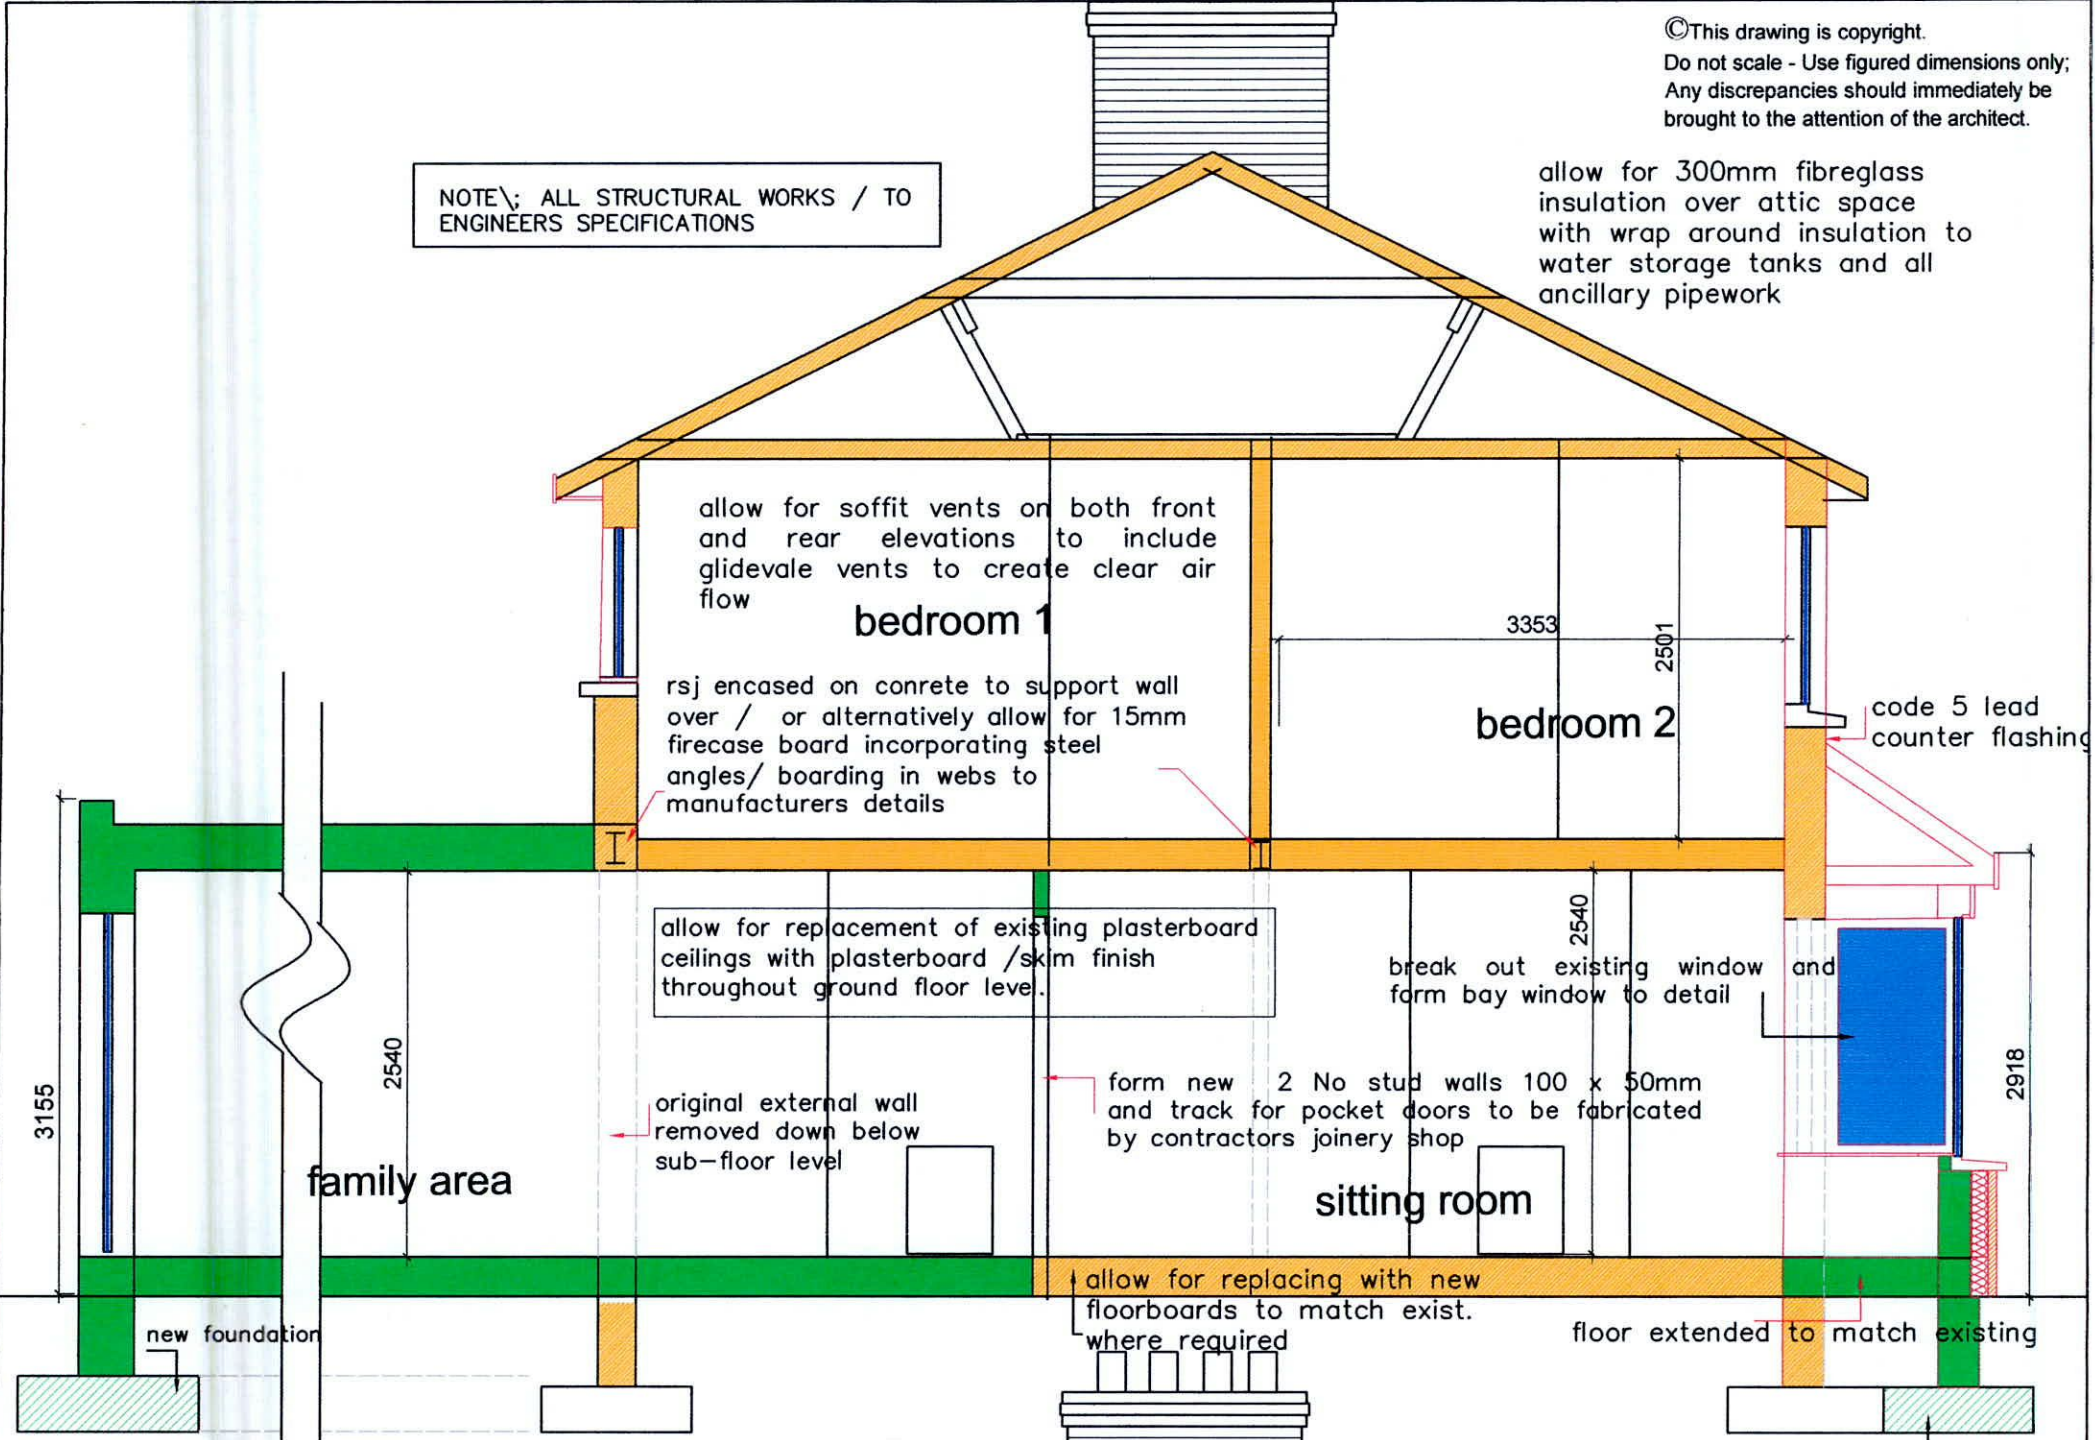 ©This drawing is copyright.
Do not scale - Use figured dimensions only;
Any discrepancies should immediately be
brought to the attention of the architect.
NOTE\; ALL STRUCTURAL WORKS / TO
ENGINEERS SPECIFICATIONS
allow for 300mm fibreglass
insulation over attic space
with wrap around insulation to
water storage tanks and all
ancillary pipework
allow for soffit vents on both front
and rear elevations to include
glidevale vents to create clear air
flow
bedroom 1
3353
2501
rsj encased on conrete to support wall
over / or alternatively allow for 15mm
firecase board incorporating steel
angles/ boarding in webs to
manufacturers details
bedroom 2
code 5 lead
counter flashing
allow for replacement of existing plasterboard
ceilings with plasterboard /skim finish
throughout ground floor level.
2540
break out existing window and
form bay window to detail
3155
2540
original external wall
removed down below
sub-floor level
form new 2 No stud walls 100 x 50mm
and track for pocket doors to be fabricated
by contractors joinery shop
2918
family area
sitting room
allow for replacing with new
floorboards to match exist.
where required
new foundation
floor extended to match existing